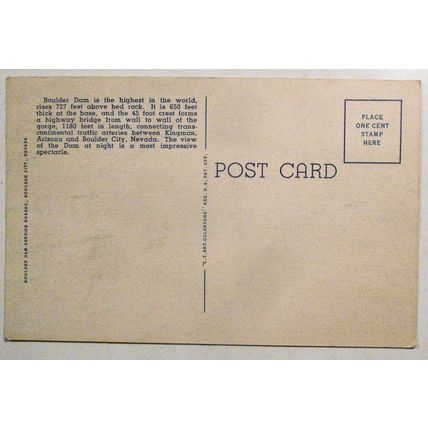 Boulder Dam is the highest in the world,
rises 727 feet above bed rock. It is 650 feet
thick at the base, and the 45 foot crest forms
a highway bridge from wall to wall of the
gorge, 1180 feet in length, connecting trans-
continental traffic arteries between Kingman,
Arizona and Boulder City, Nevada. The view
of the Dam at night is a most impressive
spectacle.
BOULDER DAM SERVICE BUREAU, BOULDER CITY, NEVADA
"C.T. ART-COLORTONE" REG. U.S. PAT. OFF.
POST CARD
PLACE
ONE CENT
STAMP
HERE